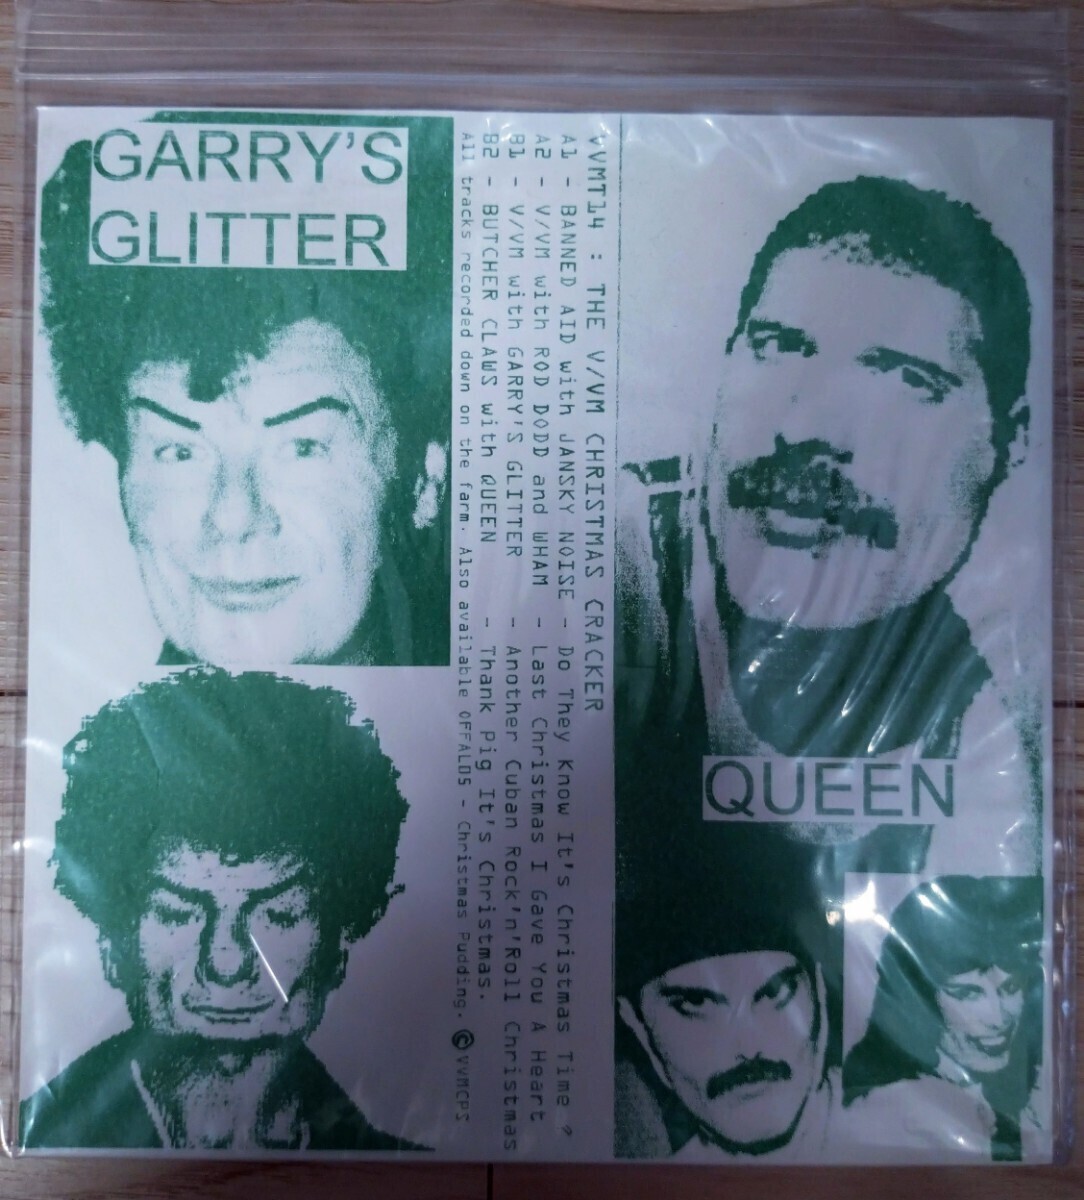 GARRY'S
GLITTER
VVMT14 : THE V/VM CHRISTMAS CRACKER
A1 - BANNED AID with JANSKY NOISE - Do They Know It's Christmas Time ?
A2 - V/VM with ROD DODD and WHAM - Last Christmas I Gave You A Heart
B1 - V/VM with GARRY'S GLITTER - Another Cuban Rock'n'Roll Christmas
B2 - BUTCHER CLAWS with QUEEN - Thank Pig It's Christmas.
All tracks recorded down on the farm. Also available OFFAL05 - Christmas Pudding. © VVMCPS
QUEEN